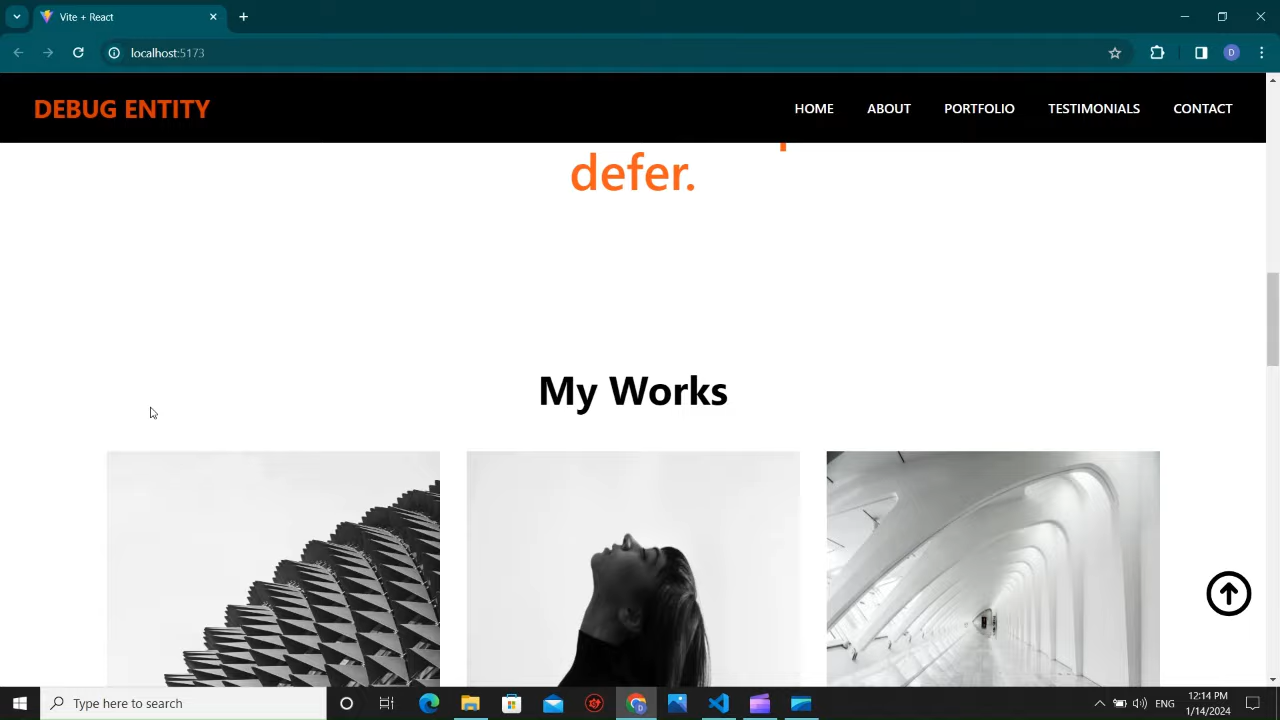 Vite + React
localhost:5173
DEBUG ENTITY
HOME ABOUT PORTFOLIO TESTIMONIALS CONTACT
defer.
My Works
Type here to search
D
ENG
12:14 PM
1/14/2024